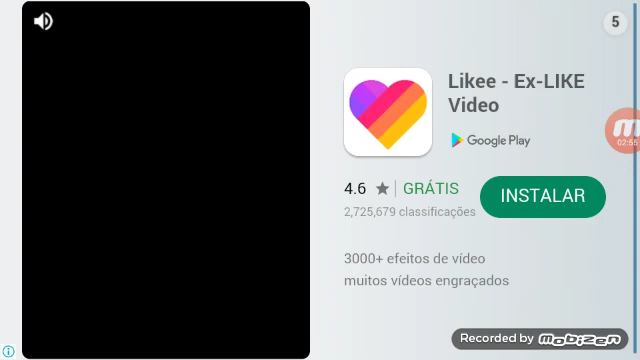 5
Likee - Ex-LIKE
Video
Google Play
02:55
4.6 ★ GRÁTIS
INSTALAR
2,725,679 classificações
3000+ efeitos de vídeo
muitos vídeos engraçados
Recorded by mobizen